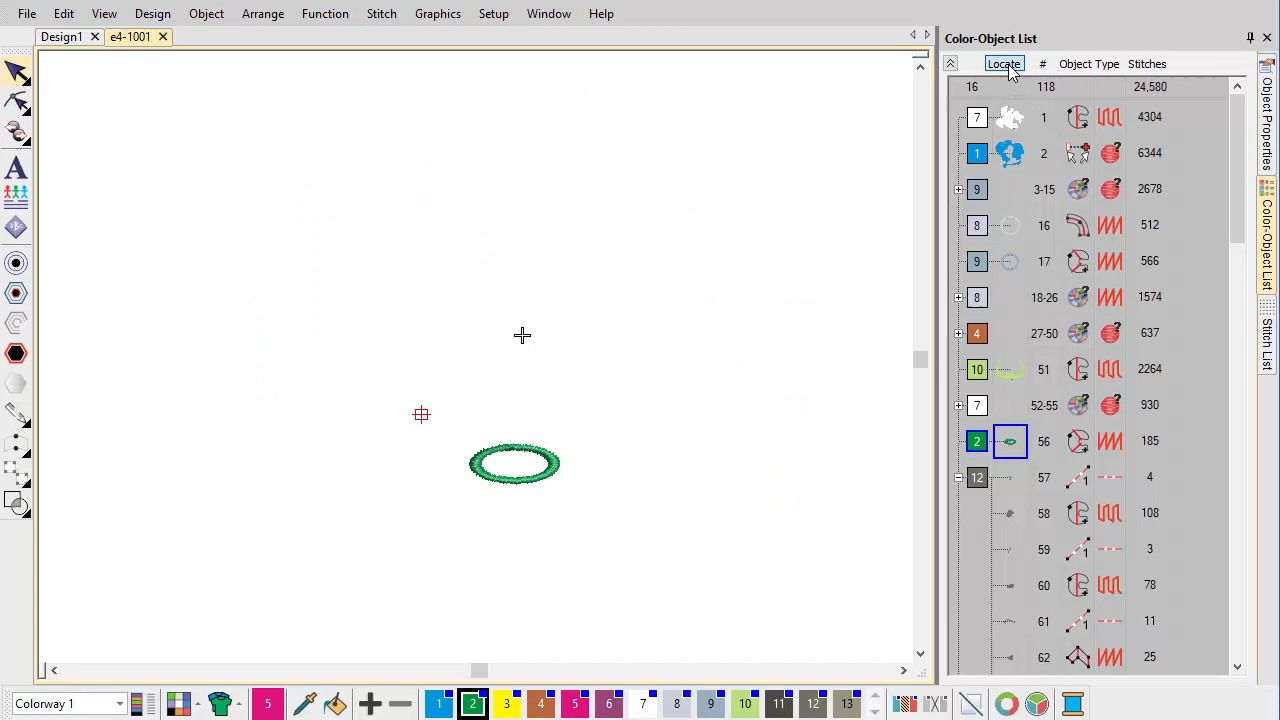 File Edit View Design Object Arrange Function Stitch Graphics Setup Window Help
Design1 e4-1001
Color-Object List
Locate # Object Type Stitches
16 118 24,580
7 1 4304
1 2 6344
9 3-15 2678
8 16 512
9 17 566
8 18-26 1574
4 27-50 637
10 51 2264
7 52-55 930
2 56 185
12 57 4
58 108
59 3
60 78
61 11
62 25
Object Properties
Color-Object List
Stitch List
Colorway 1 5 1 2 3 4 5 6 7 8 9 10 11 12 13